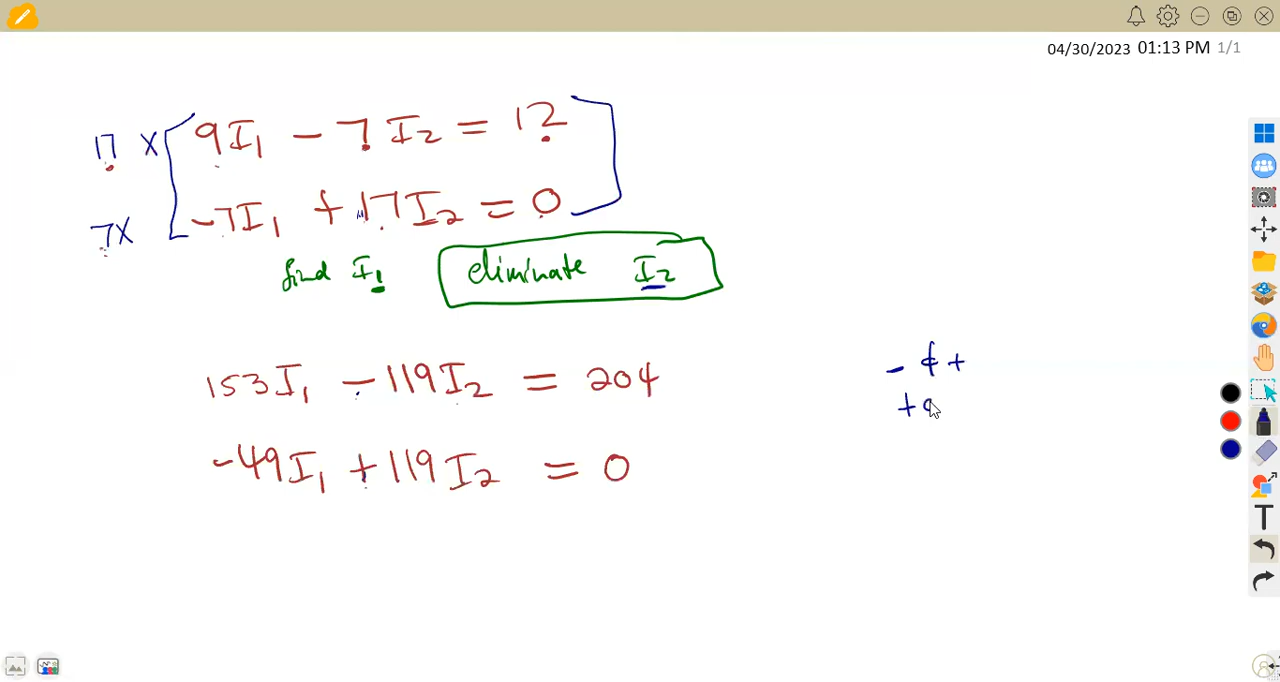 04/30/2023 01:13 PM 1/1
17 X 9I₁ - 7I₂ = 12
7X -7I₁ + 17I₂ = 0
find I₁ eliminate I₂
153I₁ - 119I₂ = 204
- & +
+
-49I₁ + 119I₂ = 0
T